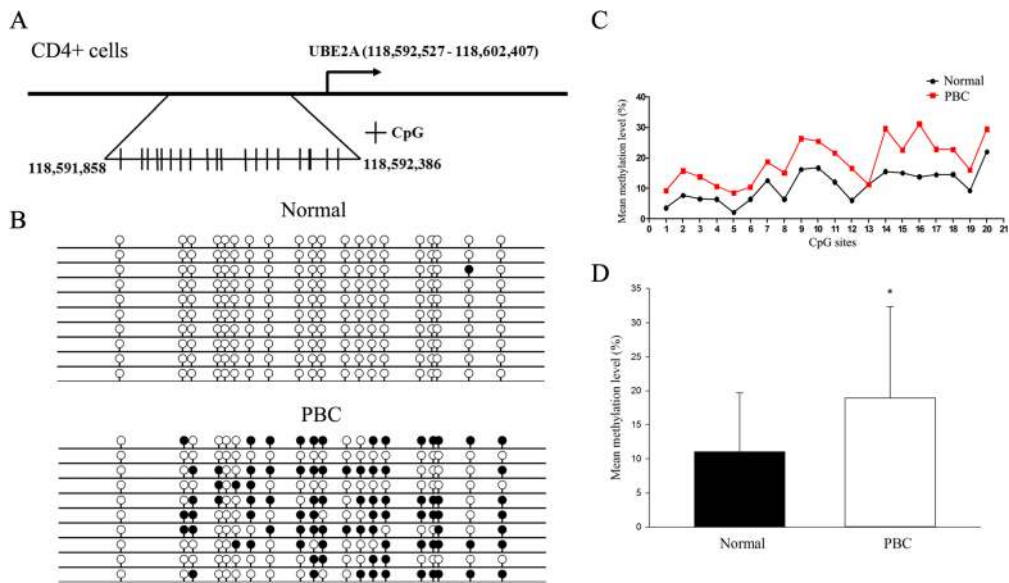 A
CD4+ cells
UBE2A (118,592,527 - 118,602,407)
CpG
118,591,858
118,592,386
B
Normal
PBC
C
Normal
PBC
Mean methylation level (%)
40
30
20
10
0
0 1 2 3 4 5 6 7 8 9 10 11 12 13 14 15 16 17 18 19 20 21
CpG sites
D
*
Mean methylation level (%)
35
30
25
20
15
10
5
0
Normal
PBC